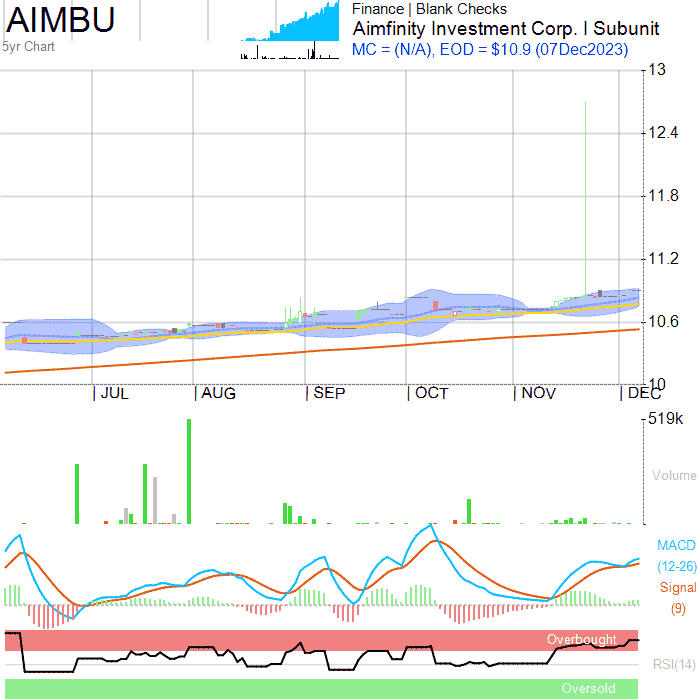 AIMBU
5yr Chart
Finance | Blank Checks
Aimfinity Investment Corp. I Subunit
MC = (N/A), EOD = $10.9 (07Dec2023)
13
12.4
11.8
11.2
10.6
10
JUL
AUG
SEP
OCT
NOV
DEC
519k
Volume
MACD
(12-26)
Signal
(9)
Overbought
RSI(14)
Oversold